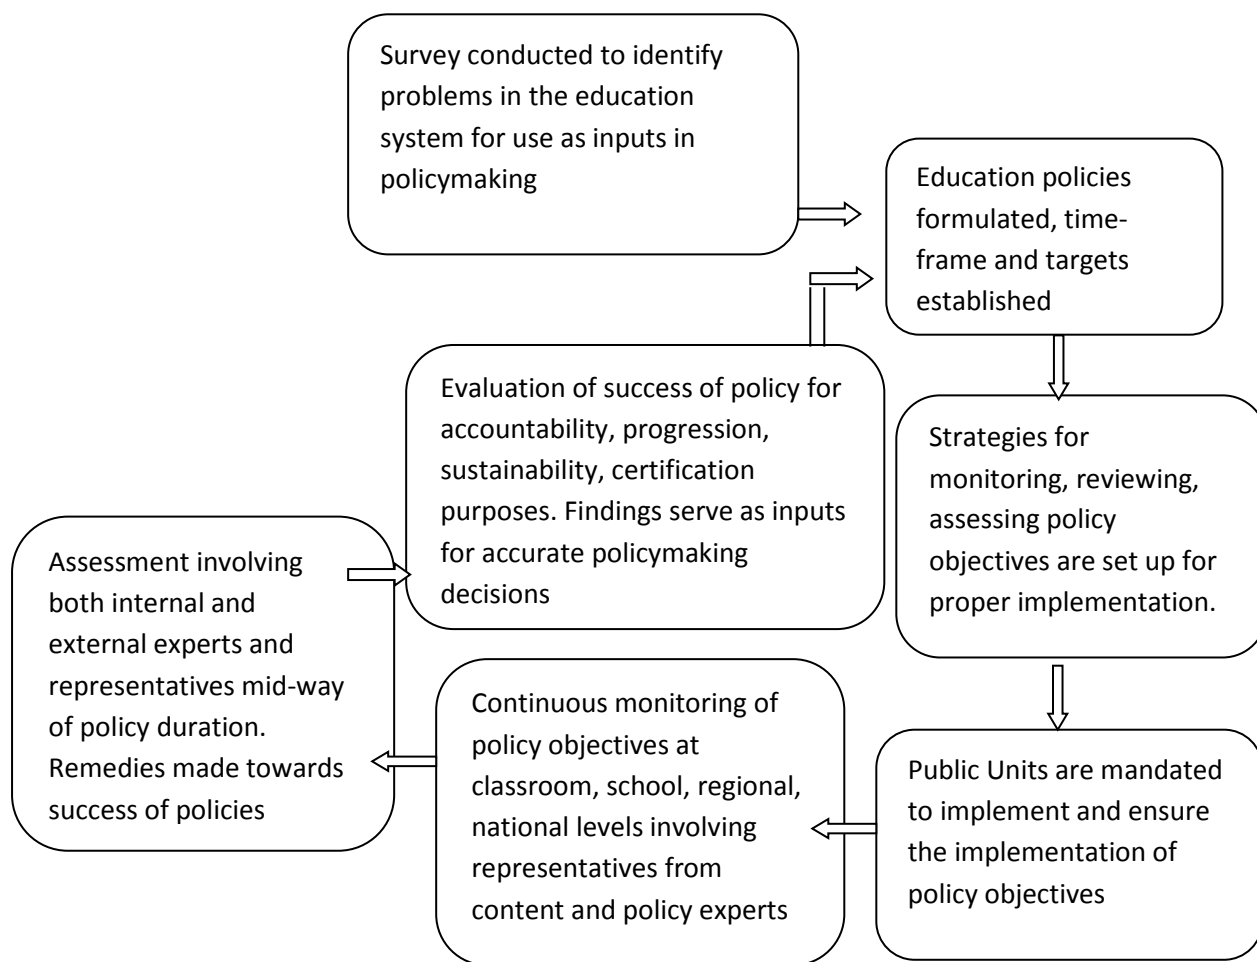 Survey conducted to identify
problems in the education
system for use as inputs in
policymaking
Education policies
formulated, time-
frame and targets
established
Evaluation of success of policy for
accountability, progression,
sustainability, certification
purposes. Findings serve as inputs
for accurate policymaking
decisions
Strategies for
monitoring, reviewing,
assessing policy
objectives are set up for
proper implementation.
Assessment involving
both internal and
external experts and
representatives mid-way
of policy duration.
Remedies made towards
success of policies
Continuous monitoring of
policy objectives at
classroom, school, regional,
national levels involving
representatives from
content and policy experts
Public Units are mandated
to implement and ensure
the implementation of
policy objectives